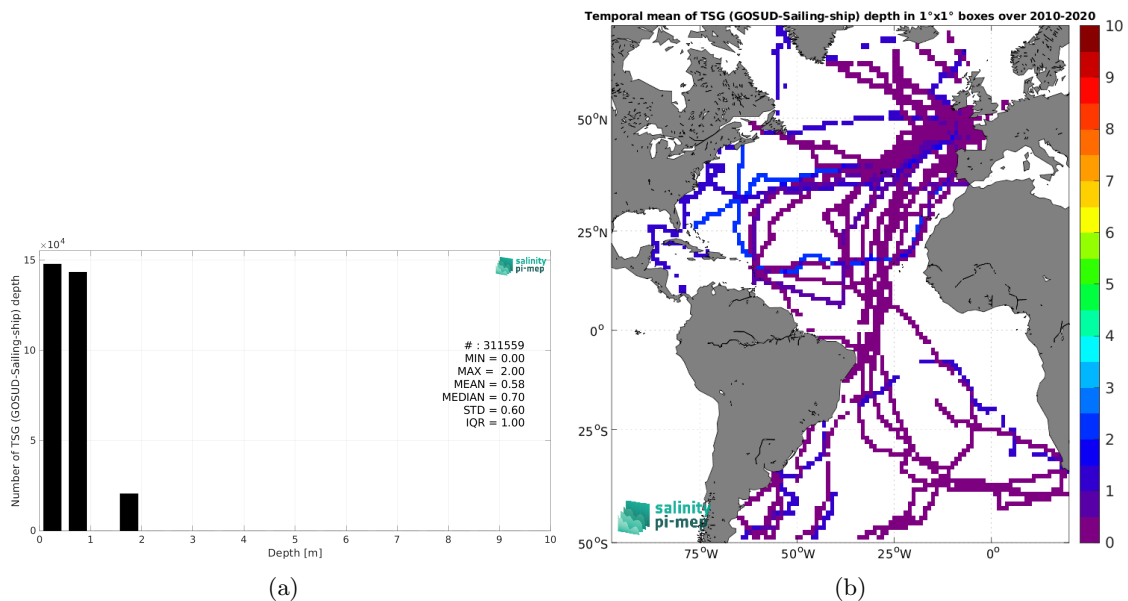 Temporal mean of TSG (GOSUD-Sailing-ship) depth in 1°x1° boxes over 2010-2020
×10⁴
15
10
5
0
Number of TSG (GOSUD-Sailing-ship) depth
salinity
pi-mep
# : 311559
MIN = 0.00
MAX = 2.00
MEAN = 0.58
MEDIAN = 0.70
STD = 0.60
IQR = 1.00
0 1 2 3 4 5 6 7 8 9 10
Depth [m]
(a)
50°N
25°N
0°
25°S
50°S
75°W 50°W 25°W 0°
salinity
pi-mep
10
9
8
7
6
5
4
3
2
1
0
(b)